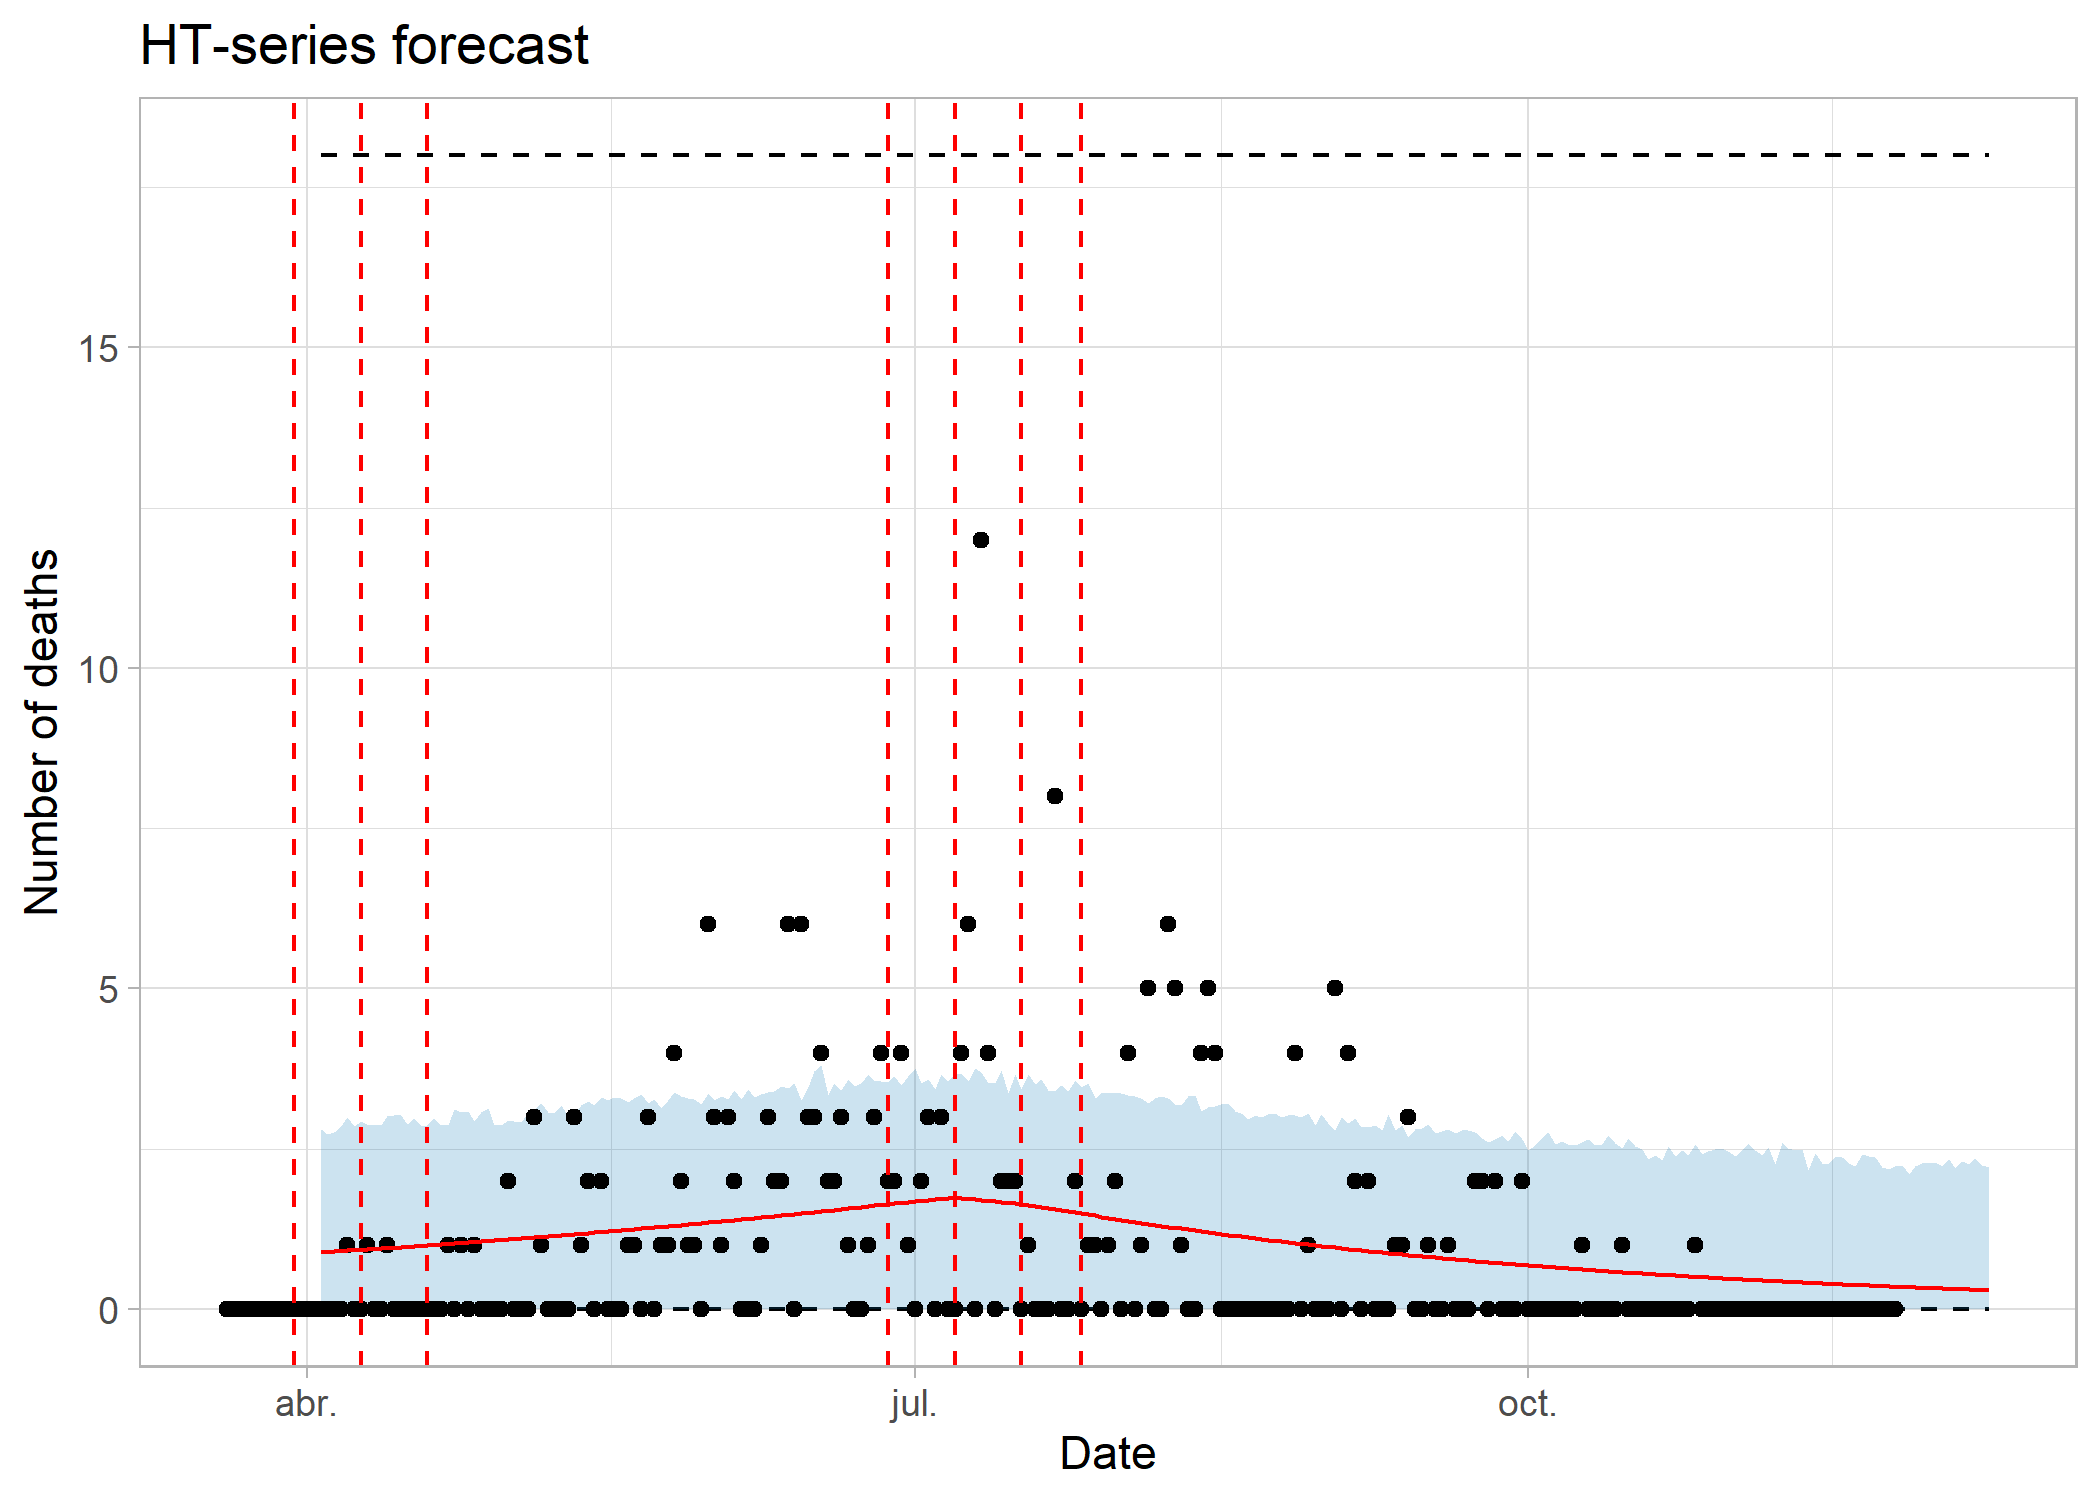 HT-series forecast
Number of deaths
15
10
5
0
abr.
jul.
oct.
Date